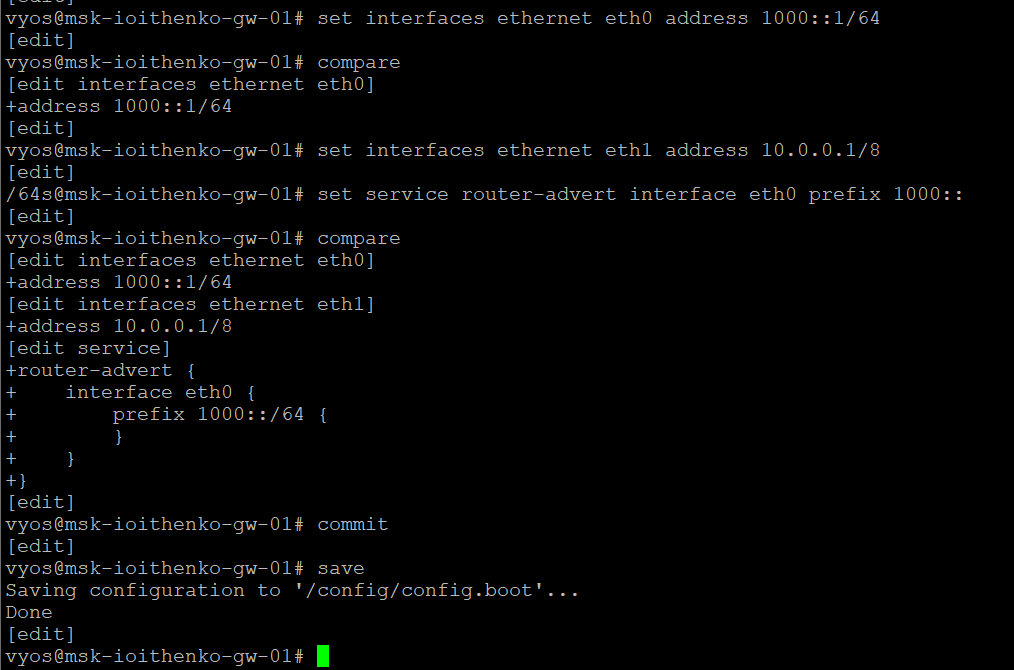 vyos@msk-ioithenko-gw-01# set interfaces ethernet eth0 address 1000::1/64
[edit]
vyos@msk-ioithenko-gw-01# compare
[edit interfaces ethernet eth0]
+address 1000::1/64
[edit]
vyos@msk-ioithenko-gw-01# set interfaces ethernet eth1 address 10.0.0.1/8
[edit]
/64s@msk-ioithenko-gw-01# set service router-advert interface eth0 prefix 1000::
[edit]
vyos@msk-ioithenko-gw-01# compare
[edit interfaces ethernet eth0]
+address 1000::1/64
[edit interfaces ethernet eth1]
+address 10.0.0.1/8
[edit service]
+router-advert {
+    interface eth0 {
+        prefix 1000::/64 {
+        }
+    }
+}
[edit]
vyos@msk-ioithenko-gw-01# commit
[edit]
vyos@msk-ioithenko-gw-01# save
Saving configuration to '/config/config.boot'...
Done
[edit]
vyos@msk-ioithenko-gw-01#